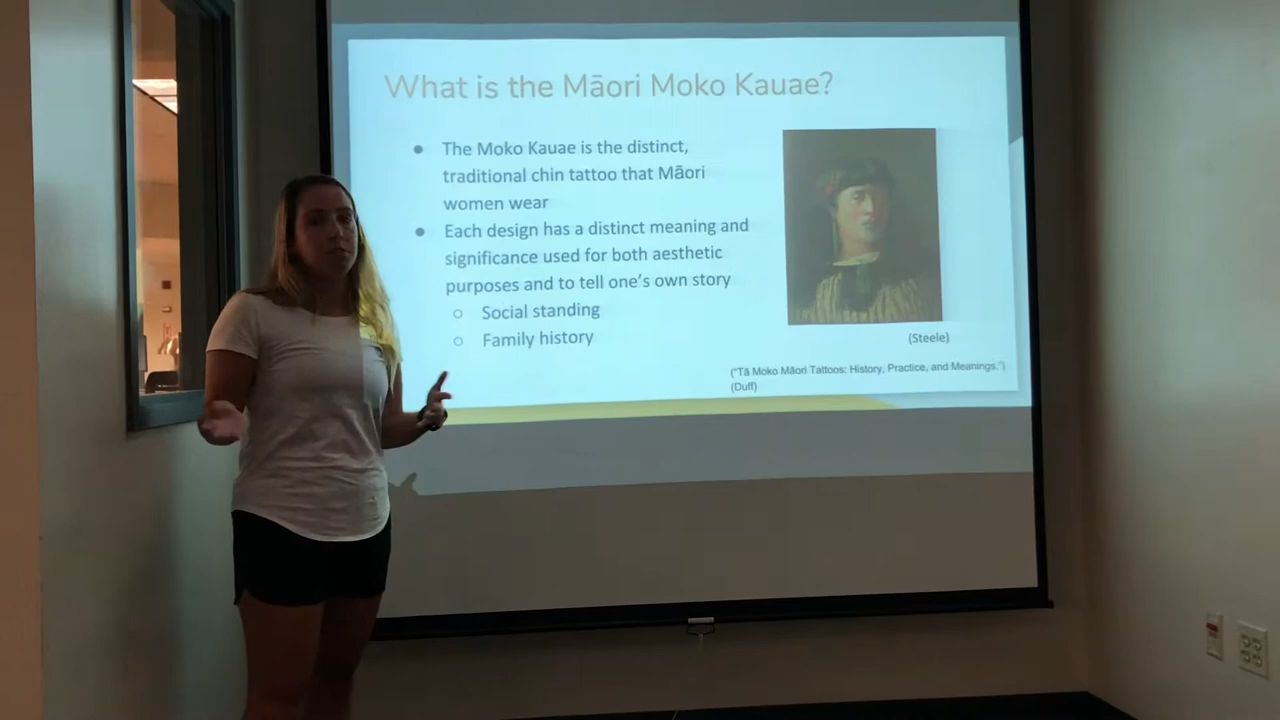 What is the Māori Moko Kauae?
● The Moko Kauae is the distinct,
traditional chin tattoo that Māori
women wear
● Each design has a distinct meaning and
significance used for both aesthetic
purposes and to tell one's own story
○ Social standing
○ Family history
(Steele)
("Tā Moko Māori Tattoos: History, Practice, and Meanings.")
(Duff)